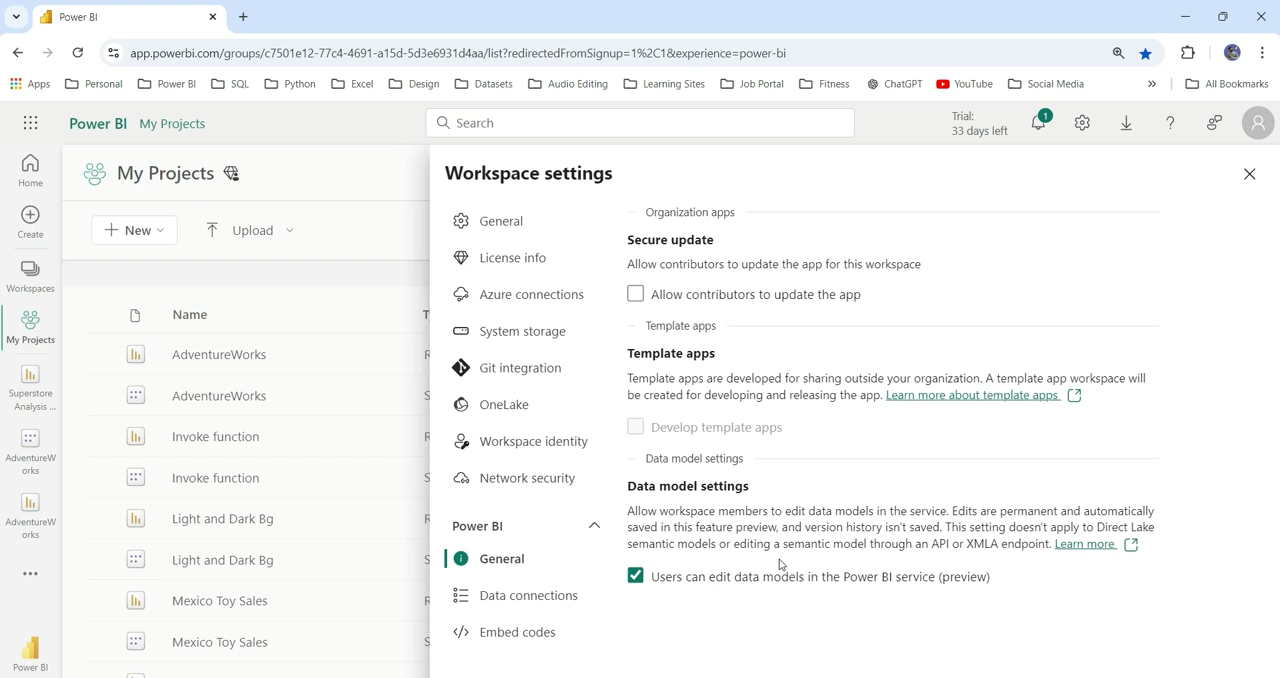 Power BI
app.powerbi.com/groups/c7501e12-77c4-4691-a15d-5d3e6931d4aa/list?redirectedFromSignup=1%2C1&experience=power-bi
Apps Personal Power BI SQL Python Excel Design Datasets Audio Editing Learning Sites Job Portal Fitness ChatGPT YouTube Social Media » All Bookmarks
Power BI My Projects
Search
Trial:
33 days left
1
Home
Create
Workspaces
My Projects
Superstore
Analysis ...
AdventureW
orks
AdventureW
orks
Power BI
My Projects
New
Upload
Name T
AdventureWorks R
AdventureWorks S
Invoke function R
Invoke function S
Light and Dark Bg R
Light and Dark Bg S
Mexico Toy Sales R
Mexico Toy Sales S
Workspace settings
General
License info
Azure connections
System storage
Git integration
OneLake
Workspace identity
Network security
Power BI
General
Data connections
Embed codes
Organization apps
Secure update
Allow contributors to update the app for this workspace
Allow contributors to update the app
Template apps
Template apps
Template apps are developed for sharing outside your organization. A template app workspace will
be created for developing and releasing the app. Learn more about template apps
Develop template apps
Data model settings
Data model settings
Allow workspace members to edit data models in the service. Edits are permanent and automatically
saved in this feature preview, and version history isn't saved. This setting doesn't apply to Direct Lake
semantic models or editing a semantic model through an API or XMLA endpoint. Learn more
Users can edit data models in the Power BI service (preview)